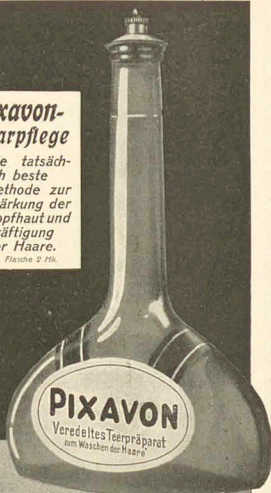 xavon-
arpflege
e tatsäch-
h beste
ethode zur
ärkung der
opfhaut und
räftigung
er Haare.
Flasche 2 Mk.
PIXAVON
Veredeltes Teerpräparat
"zum Waschen der Haare"